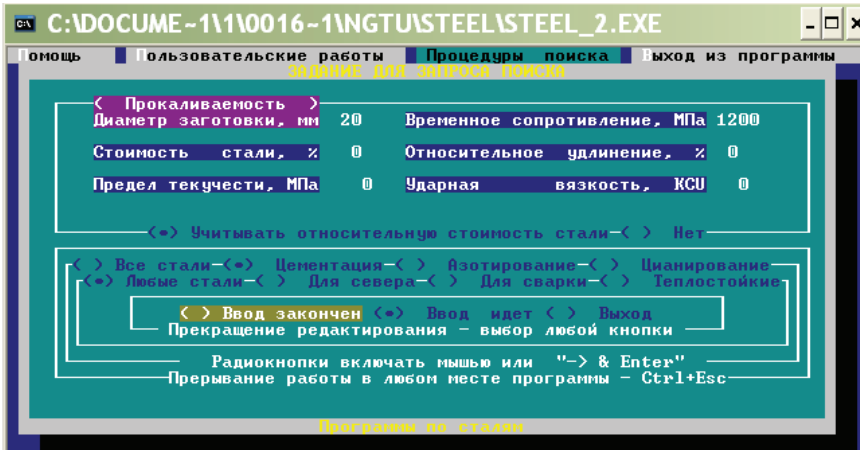 C:\DOCUME~1\1\0016~1\NGTU\STEEL\STEEL_2.EXE
Помощь Пользовательские работы Процедуры поиска Выход из программы
ЗАДАНИЕ ДЛЯ ЗАПРОСА ПОИСКА
< Прокаливаемость >
Диаметр заготовки, мм 20 Временное сопротивление, МПа 1200
Стоимость стали, % 0 Относительное удлинение, % 0
Предел текучести, МПа 0 Ударная вязкость, KCU 0
<•> Учитывать относительную стоимость стали < > Нет
< > Все стали <•> Цементация < > Азотирование < > Цианирование
<•> Любые стали < > Для севера < > Для сварки < > Теплостойкие
< > Ввод закончен <•> Ввод идет < > Выход
Прекращение редактирования - выбор любой кнопки
Радиокнопки включать мышью или "-> & Enter"
Прерывание работы в любом месте программы - Ctrl+Esc
Программы по сталям